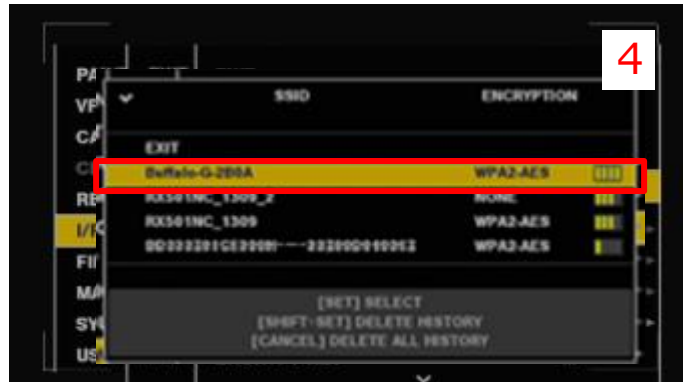 4
SSID ENCRYPTION
EXIT
Buffalo-G-2B0A WPA2-AES
RX501NC_1309_2 NONE
RX501NC_1309 WPA2-AES
WPA2-AES
[SET] SELECT
[SHIFT+SET] DELETE HISTORY
[CANCEL] DELETE ALL HISTORY